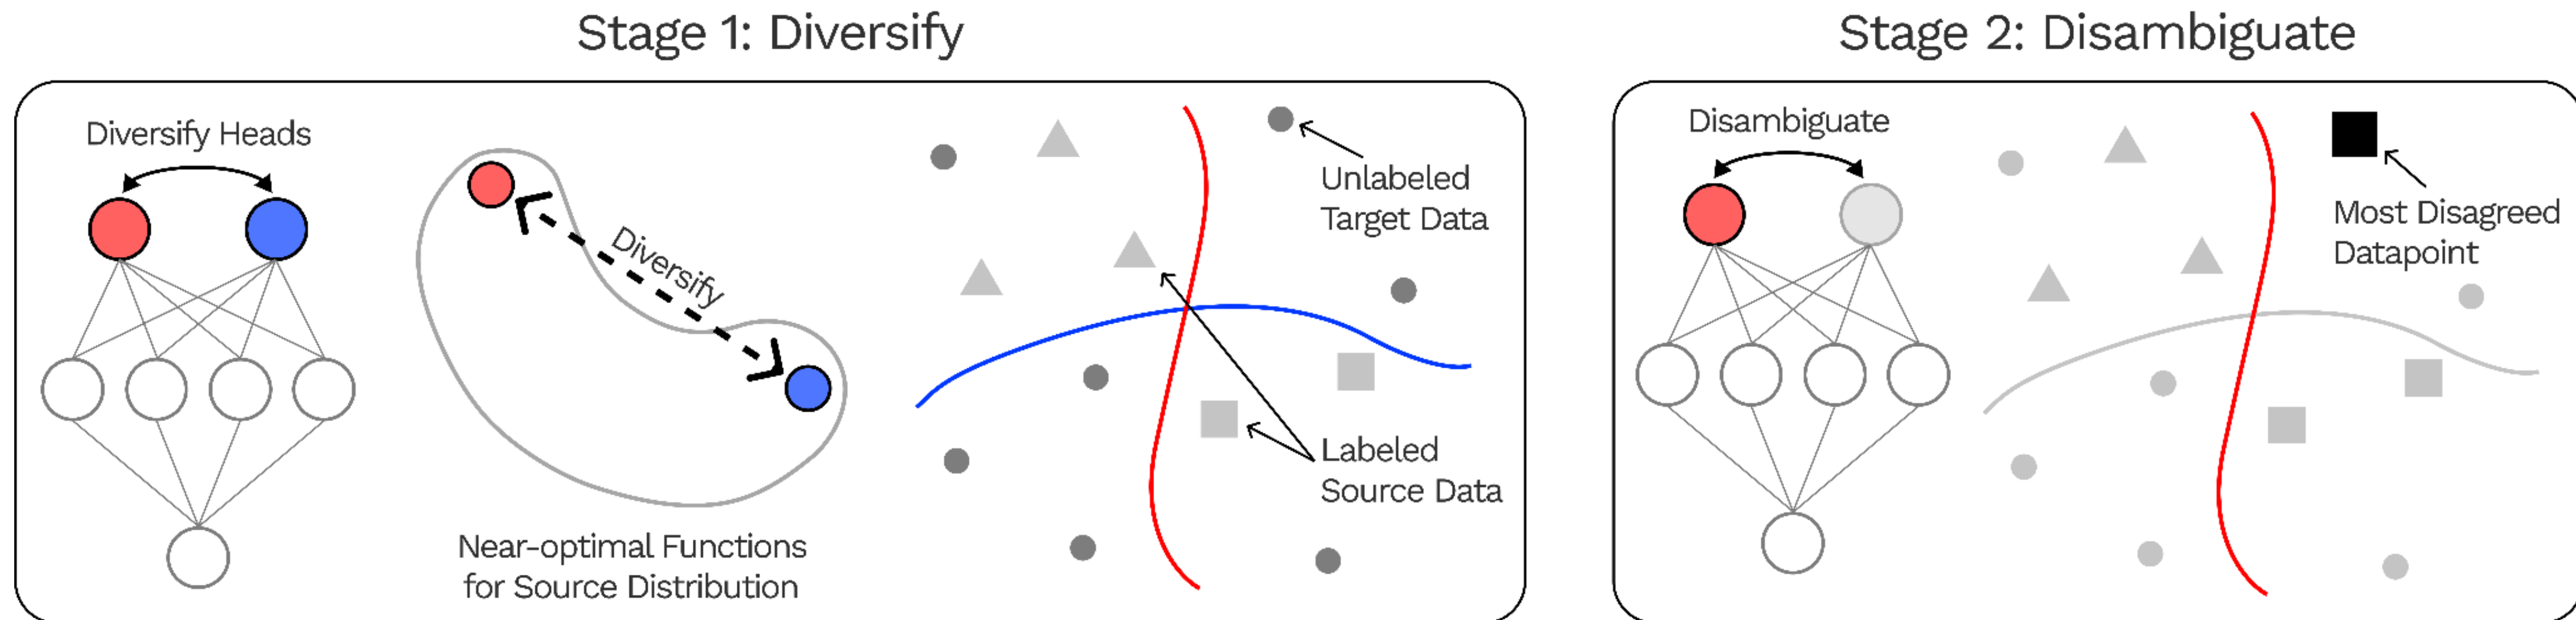 Stage 1: Diversify
Diversify Heads
Diversify
Near-optimal Functions
for Source Distribution
Unlabeled
Target Data
Labeled
Source Data
Stage 2: Disambiguate
Disambiguate
Most Disagreed
Datapoint